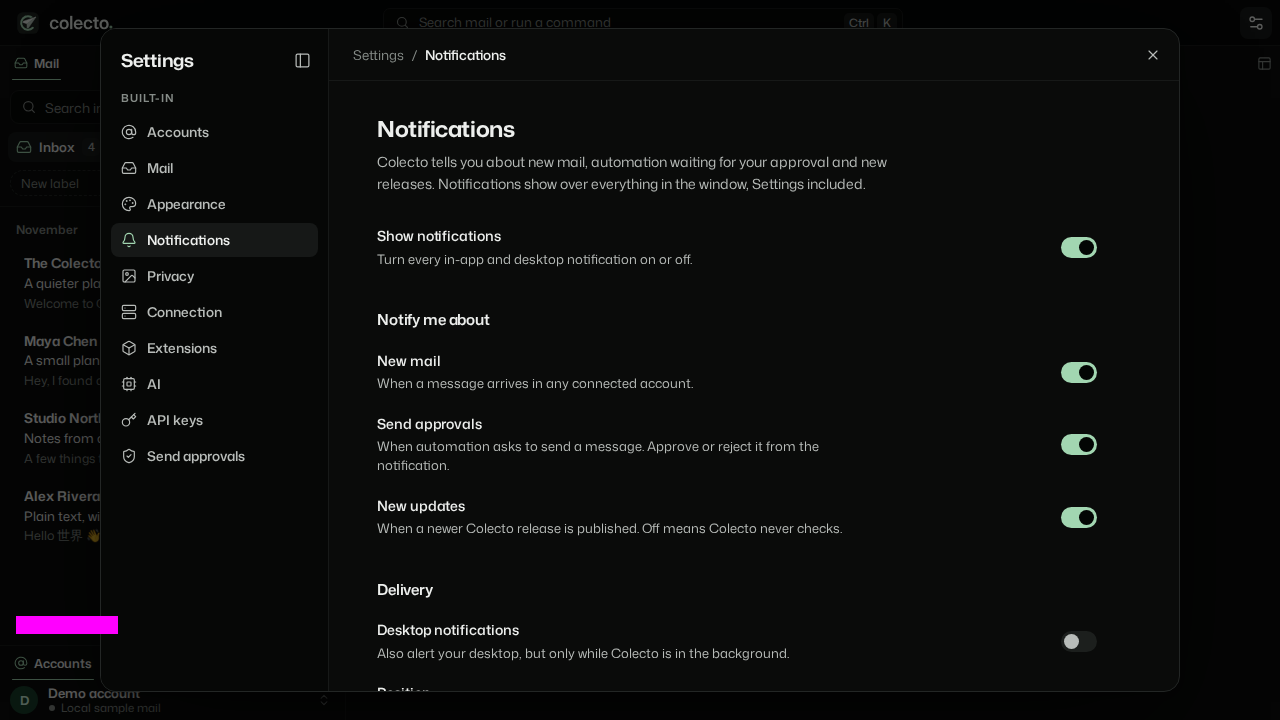 colecto.
Search mail or run a command
Ctrl K
Mail
Search in
Inbox 4
New label
November
The Colecto
A quieter pla
Welcome to C
Maya Chen
A small plan
Hey, I found a
Studio North
Notes from
A few things
Alex Rivera
Plain text, wi
Hello 世界 👋
Accounts
D
Demo account
Local sample mail
Settings
BUILT-IN
Accounts
Mail
Appearance
Notifications
Privacy
Connection
Extensions
AI
API keys
Send approvals
Settings / Notifications
Notifications
Colecto tells you about new mail, automation waiting for your approval and new
releases. Notifications show over everything in the window, Settings included.
Show notifications
Turn every in-app and desktop notification on or off.
Notify me about
New mail
When a message arrives in any connected account.
Send approvals
When automation asks to send a message. Approve or reject it from the
notification.
New updates
When a newer Colecto release is published. Off means Colecto never checks.
Delivery
Desktop notifications
Also alert your desktop, but only while Colecto is in the background.
Position